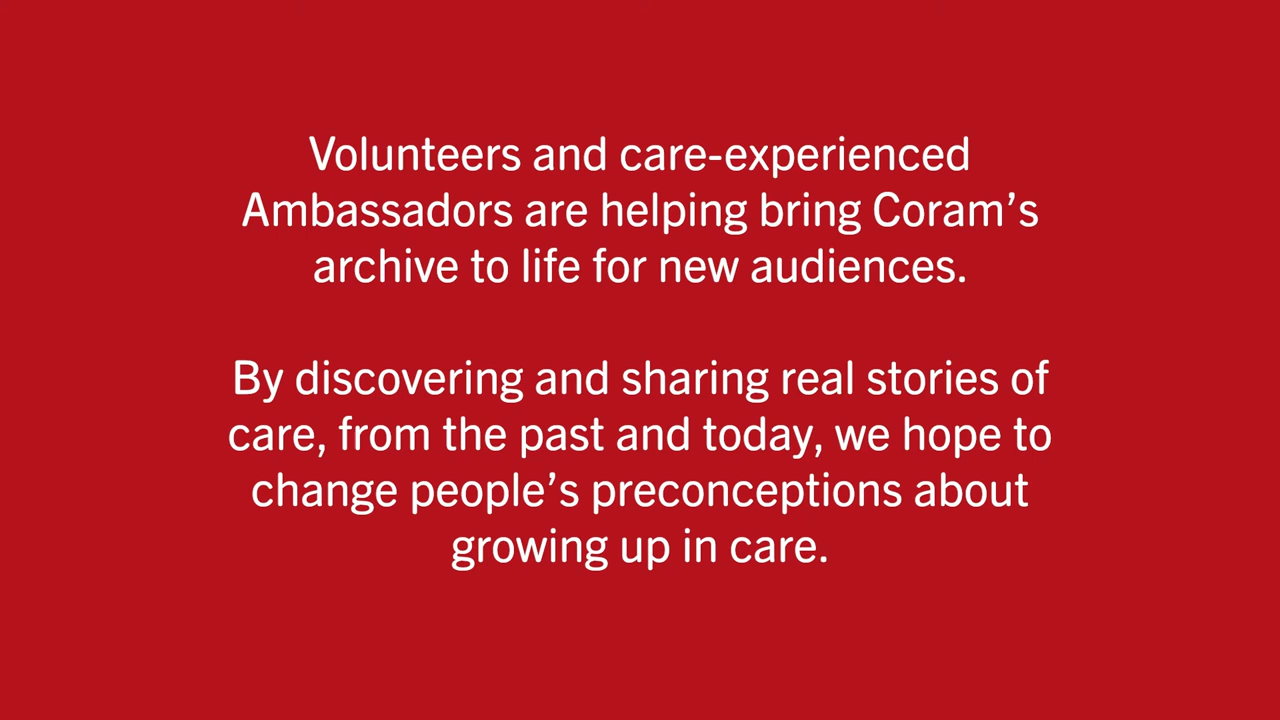 Volunteers and care-experienced
Ambassadors are helping bring Coram’s
archive to life for new audiences.
By discovering and sharing real stories of
care, from the past and today, we hope to
change people’s preconceptions about
growing up in care.